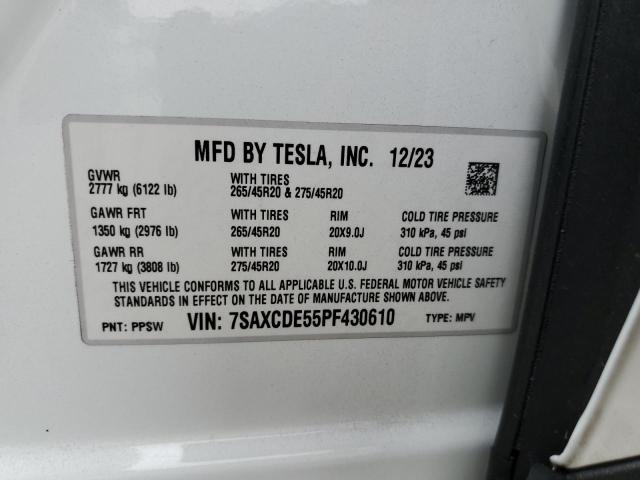 MFD BY TESLA, INC. 12/23
GVWR WITH TIRES
2777 kg (6122 lb) 265/45R20 & 275/45R20
GAWR FRT WITH TIRES RIM COLD TIRE PRESSURE
1350 kg (2976 lb) 265/45R20 20X9.0J 310 kPa, 45 psi
GAWR RR WITH TIRES RIM COLD TIRE PRESSURE
1727 kg (3808 lb) 275/45R20 20X10.0J 310 kPa, 45 psi
THIS VEHICLE CONFORMS TO ALL APPLICABLE U.S. FEDERAL MOTOR VEHICLE SAFETY
STANDARDS IN EFFECT ON THE DATE OF MANUFACTURE SHOWN ABOVE.
PNT: PPSW VIN: 7SAXCDE55PF430610 TYPE: MPV